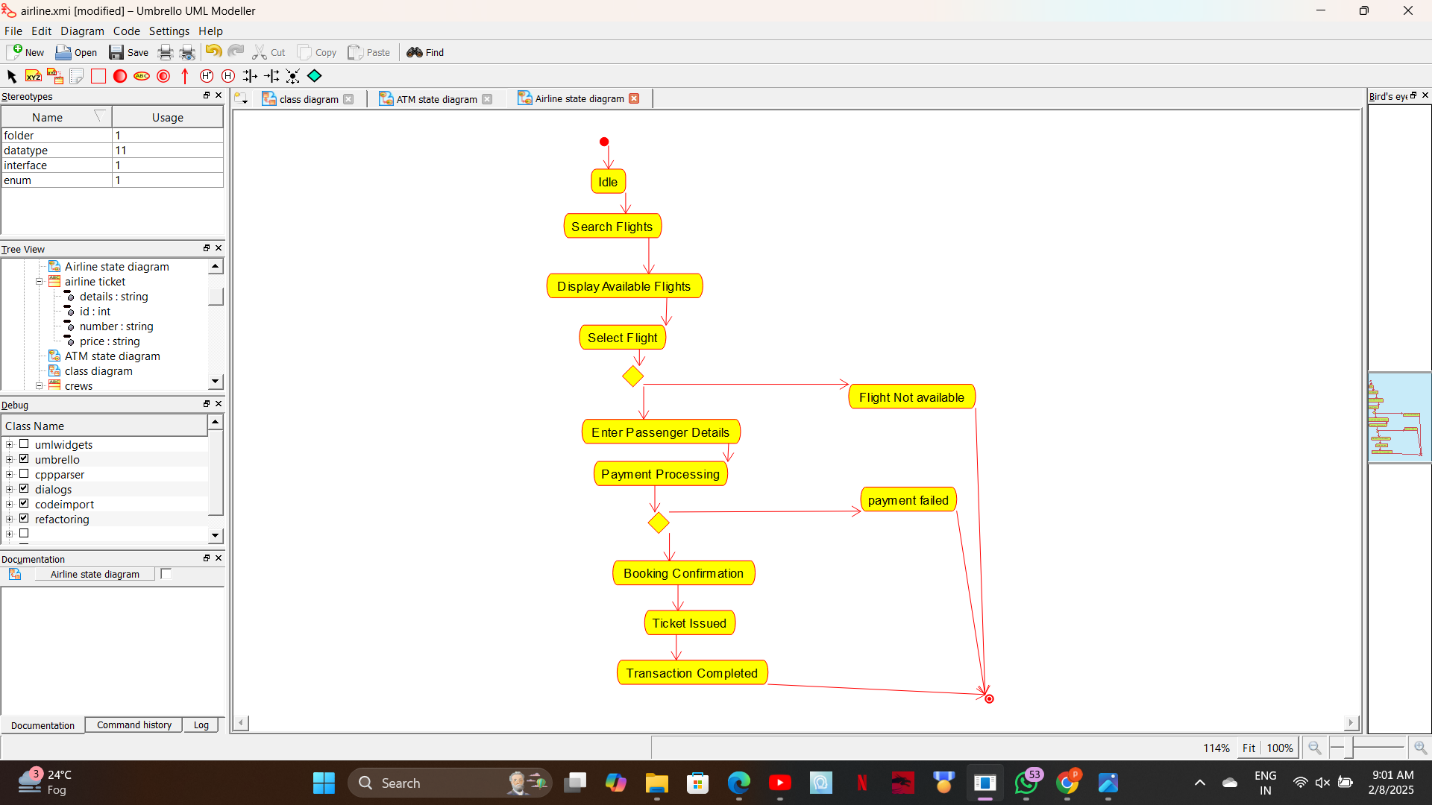 airline.xmi [modified] – Umbrello UML Modeller
File Edit Diagram Code Settings Help
New Open Save Cut Copy Paste Find
XYZ ABC H* H
Stereotypes
Name Usage
folder 1
datatype 11
interface 1
enum 1
Tree View
Airline state diagram
airline ticket
details : string
id : int
number : string
price : string
ATM state diagram
class diagram
crews
Debug
Class Name
umlwidgets
umbrello
cppparser
dialogs
codeimport
refactoring
Documentation
Airline state diagram
Documentation Command history Log
class diagram ATM state diagram Airline state diagram
Idle
Search Flights
Display Available Flights
Select Flight
Flight Not available
Enter Passenger Details
Payment Processing
payment failed
Booking Confirmation
Ticket Issued
Transaction Completed
Bird's eye
114% Fit 100%
3
24°C
Fog
Search
N
53
P
ENG
IN
9:01 AM
2/8/2025